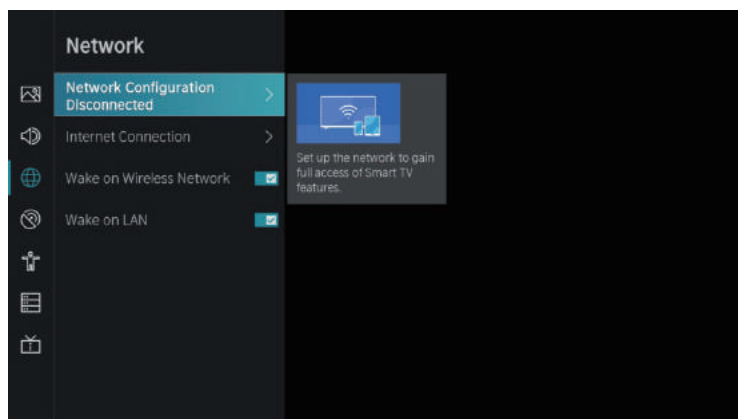 Network
Network Configuration
Disconnected
Internet Connection
Wake on Wireless Network
Wake on LAN
Set up the network to gain
full access of Smart TV
features.